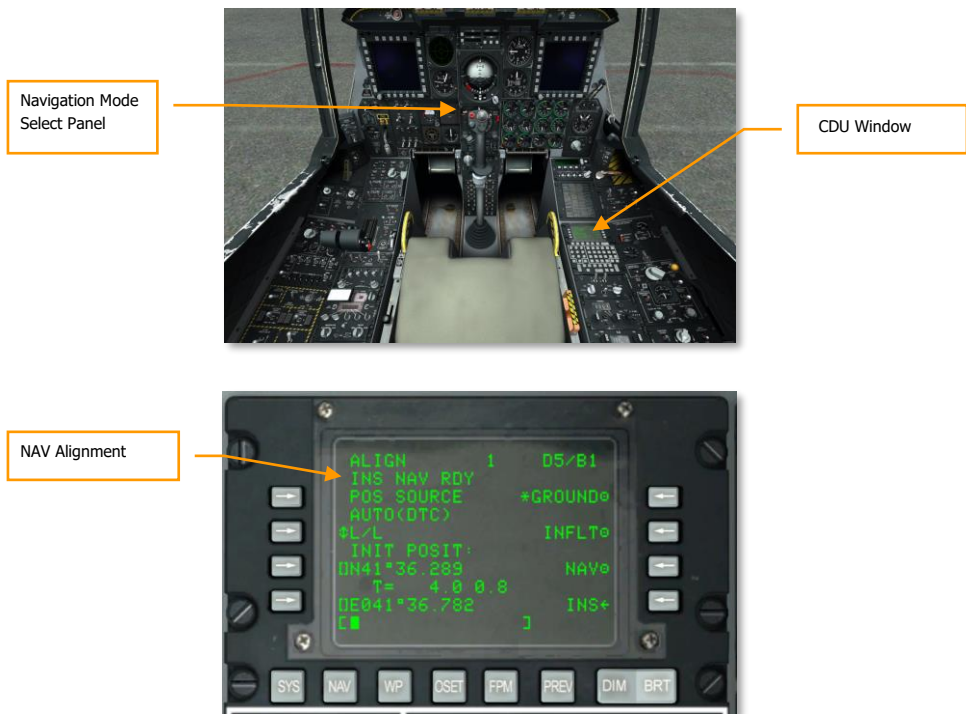 Navigation Mode
Select Panel
CDU Window
NAV Alignment
ALIGN 1 D5/B1
INS NAV RDY
POS SOURCE *GROUND¤
AUTO(DTC)
⌽L/L INFLT¤
INIT POSIT:
▯N41°36.289 NAV¤
T= 4.0 0.8
▯E041°36.782 INS←
[■ ]
SYS NAV WP OSET FPM PREV DIM BRT